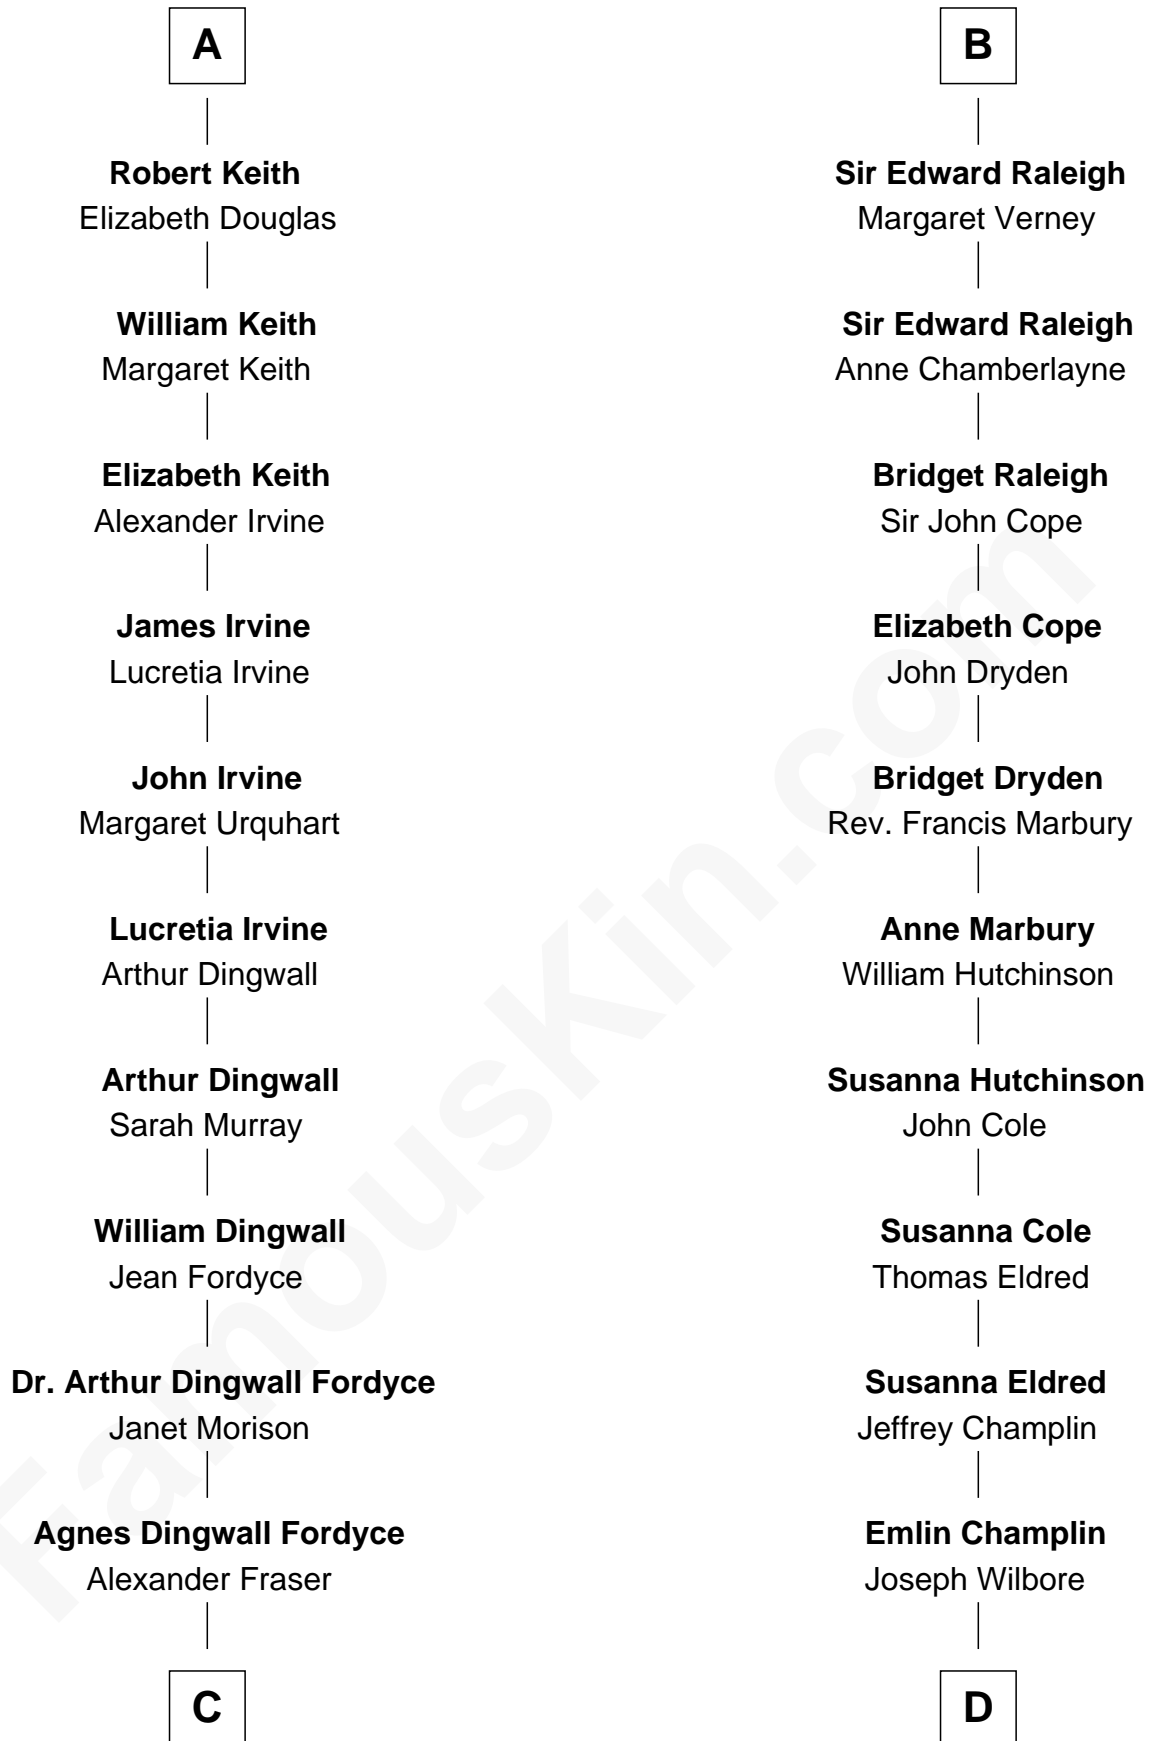 A
Robert Keith
Elizabeth Douglas
William Keith
Margaret Keith
Elizabeth Keith
Alexander Irvine
James Irvine
Lucretia Irvine
John Irvine
Margaret Urquhart
Lucretia Irvine
Arthur Dingwall
Arthur Dingwall
Sarah Murray
William Dingwall
Jean Fordyce
Dr. Arthur Dingwall Fordyce
Janet Morison
Agnes Dingwall Fordyce
Alexander Fraser
C
B
Sir Edward Raleigh
Margaret Verney
Sir Edward Raleigh
Anne Chamberlayne
Bridget Raleigh
Sir John Cope
Elizabeth Cope
John Dryden
Bridget Dryden
Rev. Francis Marbury
Anne Marbury
William Hutchinson
Susanna Hutchinson
John Cole
Susanna Cole
Thomas Eldred
Susanna Eldred
Jeffrey Champlin
Emlin Champlin
Joseph Wilbore
D
FamousKin.com